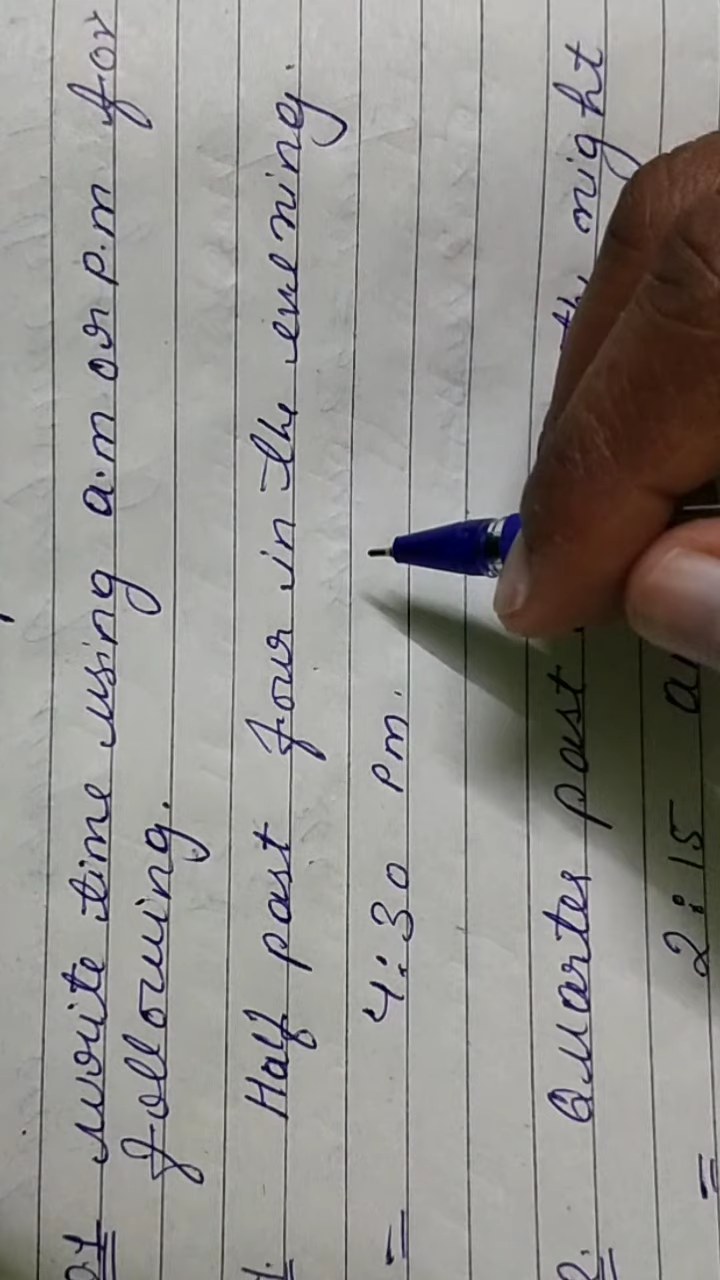 Q1 write time using a.m or p.m for
following.
1. Half past four in the evening.
= 4:30 pm.
2. Quarter past night
= 2:15